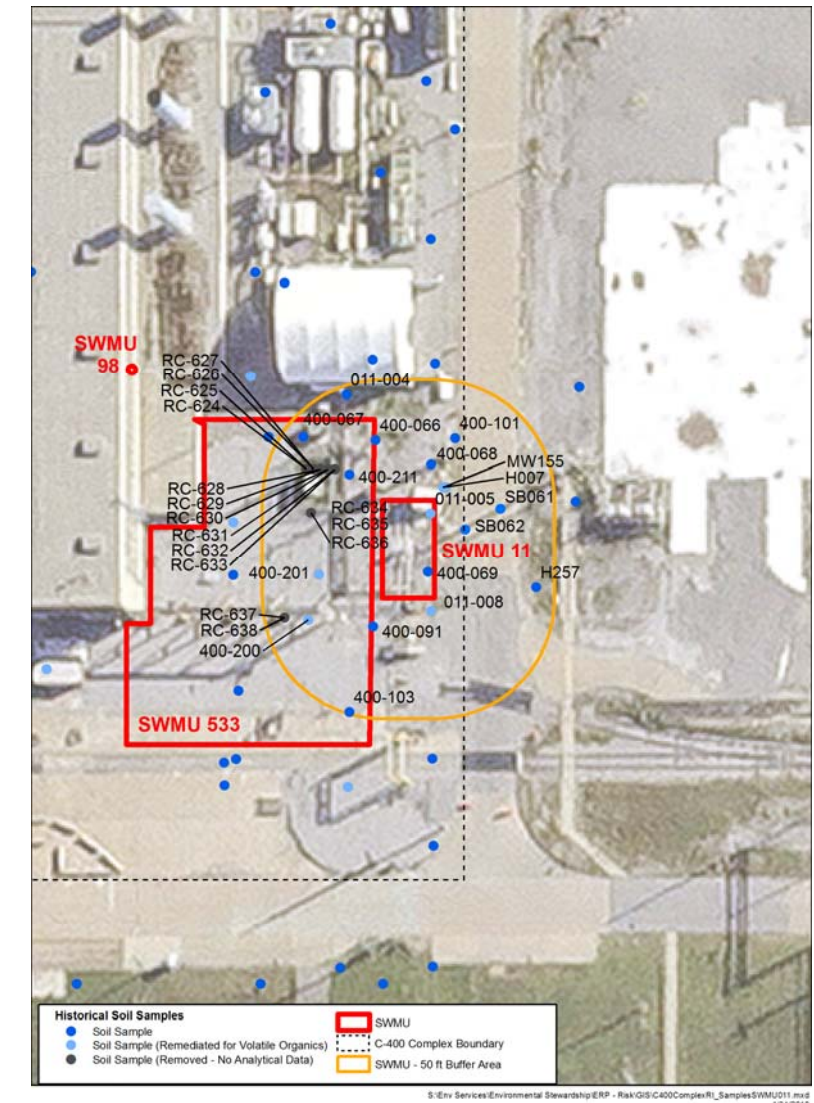 SWMU
98
RC-627
RC-626
RC-625
RC-624
011-004
400-067
400-066
400-101
400-068
400-211
MW155
H007
RC-628
RC-629
RC-630
RC-631
RC-632
RC-633
RC-634
RC-635
RC-636
011-005
SB061
SB062
SWMU 11
400-201
400-069
H257
011-008
RC-637
RC-638
400-200
400-091
400-103
SWMU 533
Historical Soil Samples
Soil Sample
Soil Sample (Remediated for Volatile Organics)
Soil Sample (Removed - No Analytical Data)
SWMU
C-400 Complex Boundary
SWMU - 50 ft Buffer Area
S:\Env Services\Environmental Stewardship\ERP - Risk\GIS\C400ComplexRI_SamplesSWMU011.mxd